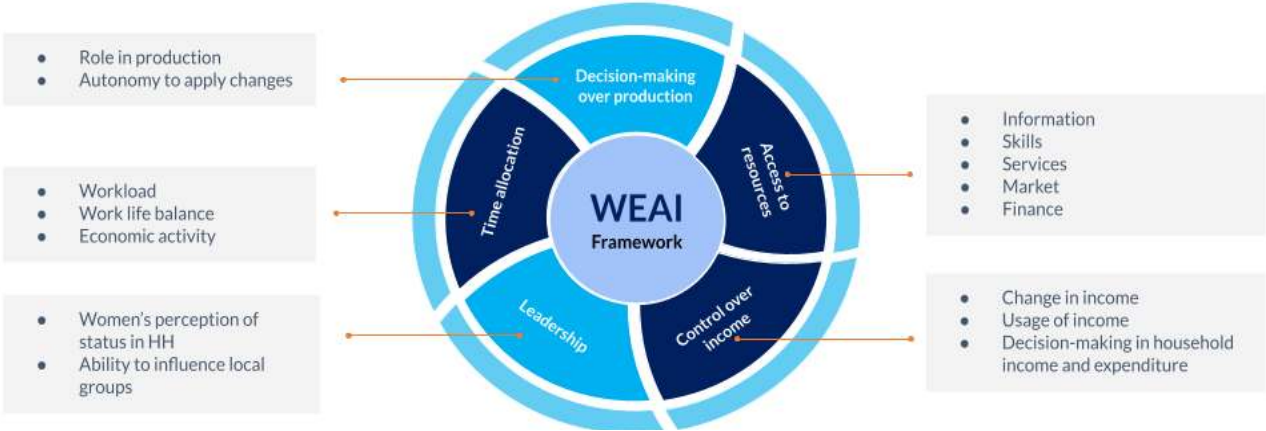 ● Role in production
● Autonomy to apply changes
● Workload
● Work life balance
● Economic activity
● Women's perception of
status in HH
● Ability to influence local
groups
Decision-making
over production
Time allocation
WEAI
Framework
Access to
resources
Leadership
Control over
income
● Information
● Skills
● Services
● Market
● Finance
● Change in income
● Usage of income
● Decision-making in household
income and expenditure